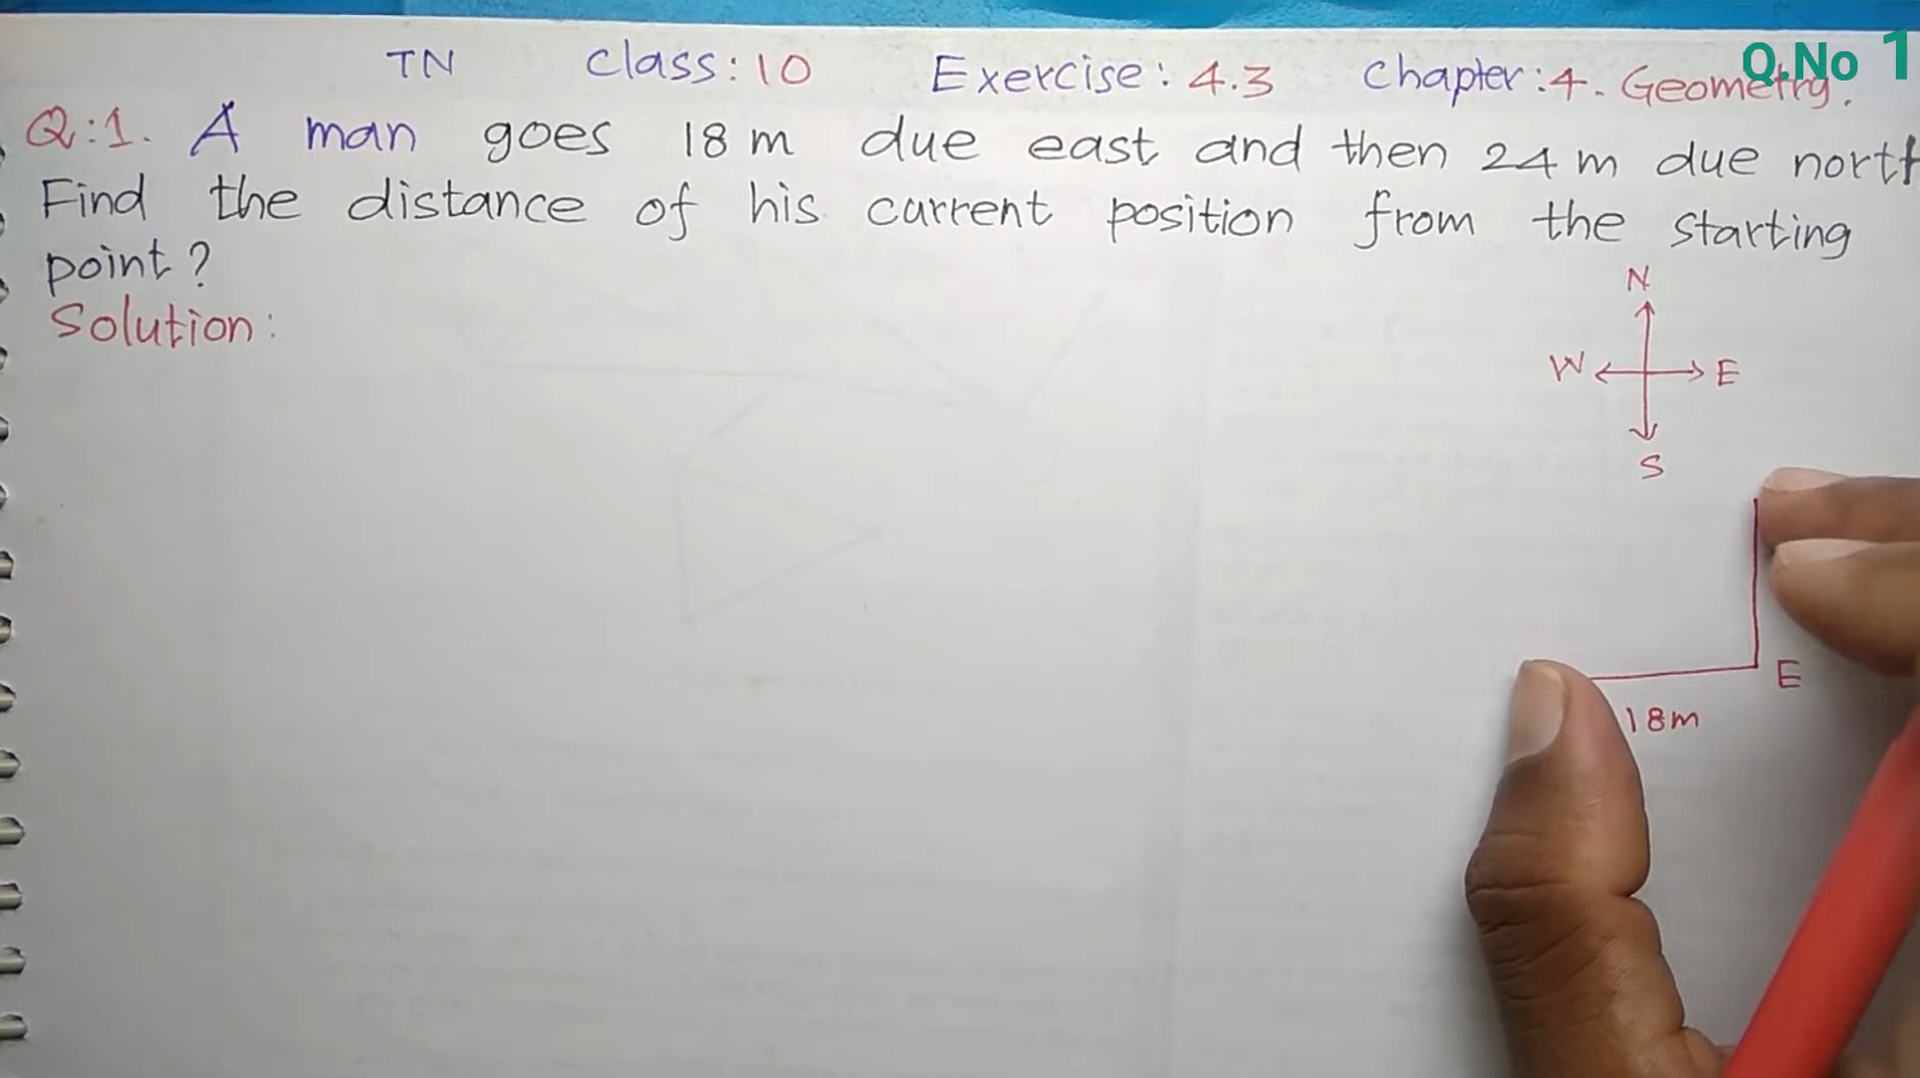 TN Class: 10 Exercise: 4.3 Chapter: 4. Geometry.
Q.No 1
Q:1. A man goes 18 m due east and then 24 m due north
Find the distance of his current position from the starting
point?
Solution:
N
W E
S
E
18m